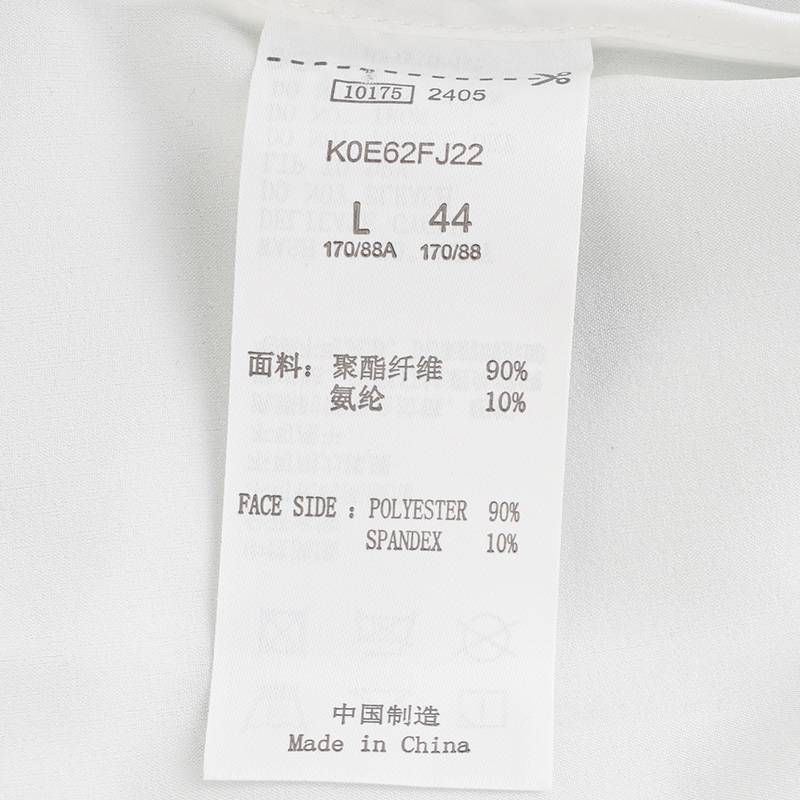 10175 2405
K0E62FJ22
L 44
170/88A 170/88
面料： 聚酯纤维 90%
氨纶 10%
FACE SIDE : POLYESTER 90%
SPANDEX 10%
中国制造
Made in China